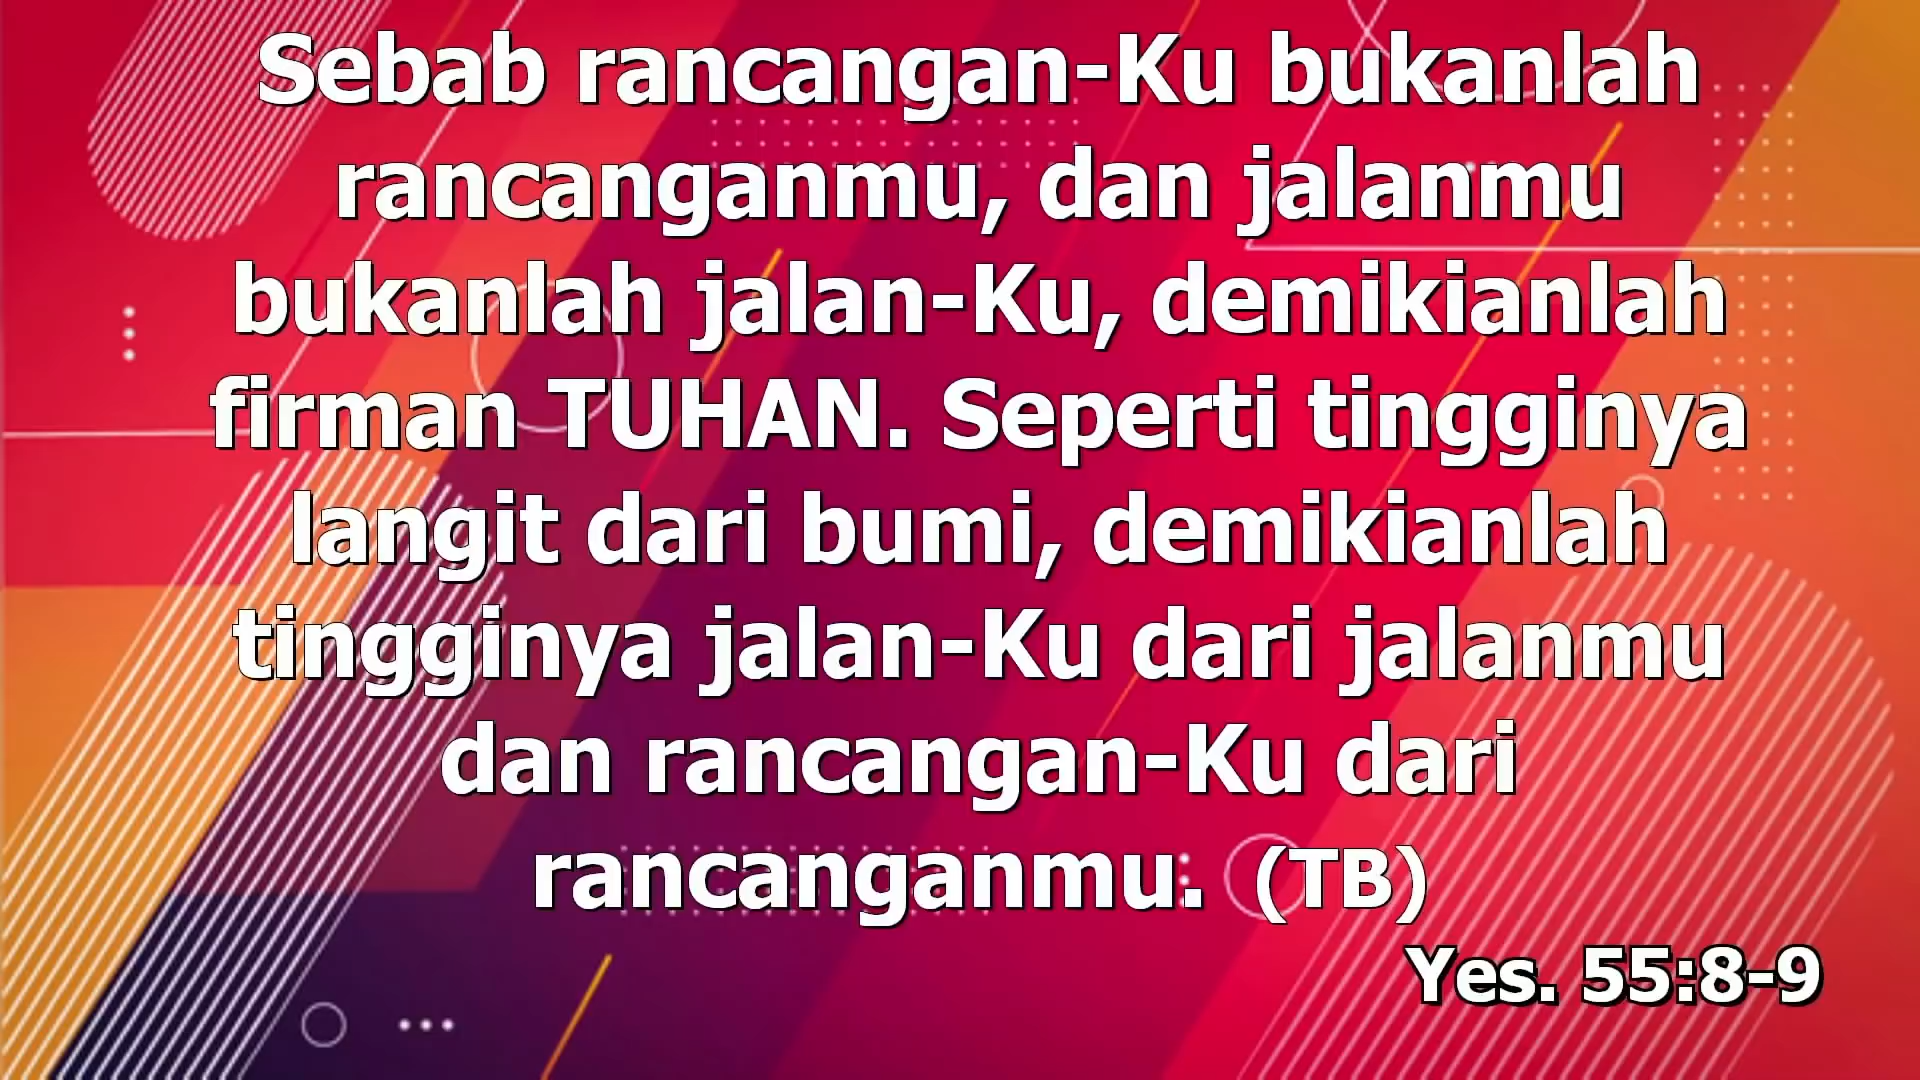 Sebab rancangan-Ku bukanlah
rancanganmu, dan jalanmu
bukanlah jalan-Ku, demikianlah
firman TUHAN. Seperti tingginya
langit dari bumi, demikianlah
tingginya jalan-Ku dari jalanmu
dan rancangan-Ku dari
rancanganmu. (TB)
Yes. 55:8-9